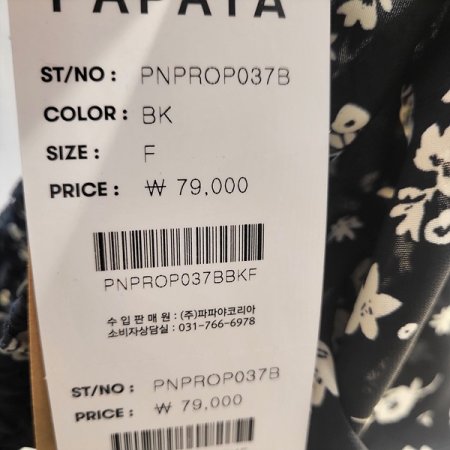 PAPAYA
ST/NO : PNPROP037B
COLOR : BK
SIZE : F
PRICE : ₩ 79,000
PNPROP037BBKF
수 입 판 매 원 : (주)파파야코리아
소비자상담실 : 031-766-6978
ST/NO : PNPROP037B
PRICE : ₩ 79,000